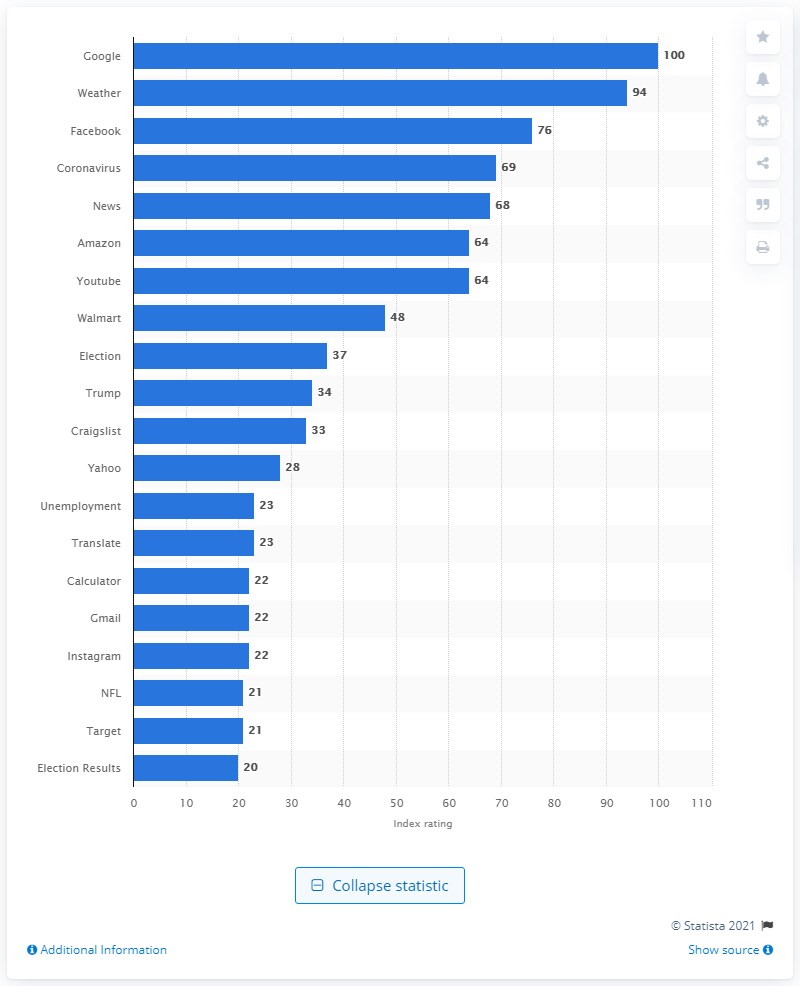 Google 100
Weather 94
Facebook 76
Coronavirus 69
News 68
Amazon 64
Youtube 64
Walmart 48
Election 37
Trump 34
Craigslist 33
Yahoo 28
Unemployment 23
Translate 23
Calculator 22
Gmail 22
Instagram 22
NFL 21
Target 21
Election Results 20
0 10 20 30 40 50 60 70 80 90 100 110
Index rating
Collapse statistic
© Statista 2021
Additional Information Show source